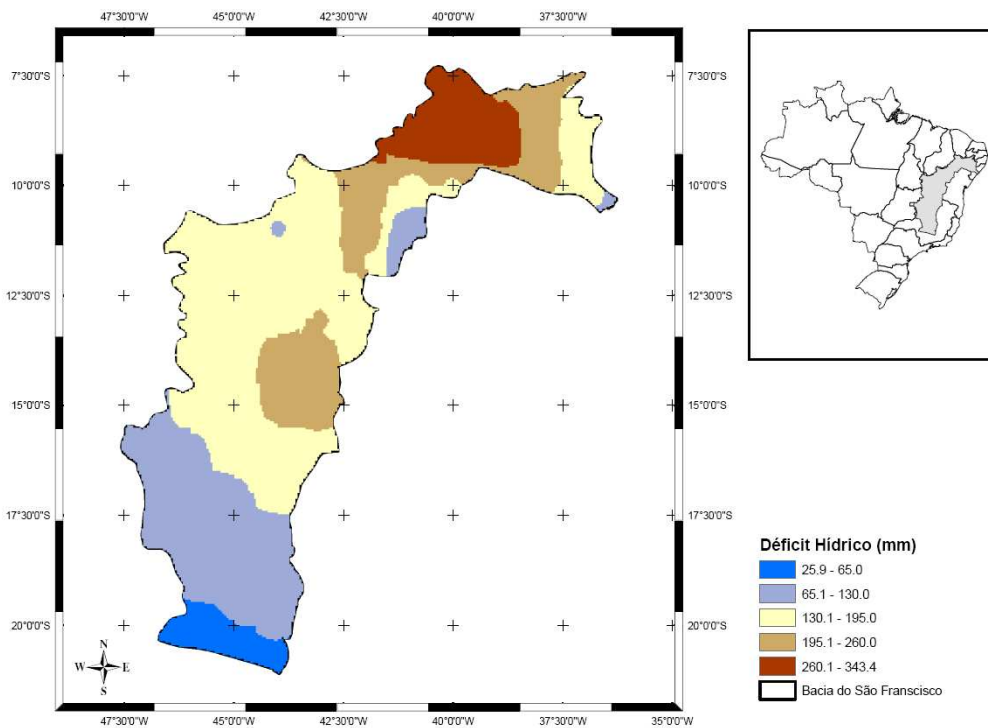 47°30'0"W 45°0'0"W 42°30'0"W 40°0'0"W 37°30'0"W
7°30'0"S 7°30'0"S
10°0'0"S 10°0'0"S
12°30'0"S 12°30'0"S
15°0'0"S 15°0'0"S
17°30'0"S 17°30'0"S
20°0'0"S 20°0'0"S
N
W E
S
47°30'0"W 45°0'0"W 42°30'0"W 40°0'0"W 37°30'0"W 35°0'0"W
Déficit Hídrico (mm)
25.9 - 65.0
65.1 - 130.0
130.1 - 195.0
195.1 - 260.0
260.1 - 343.4
Bacia do São Franscisco